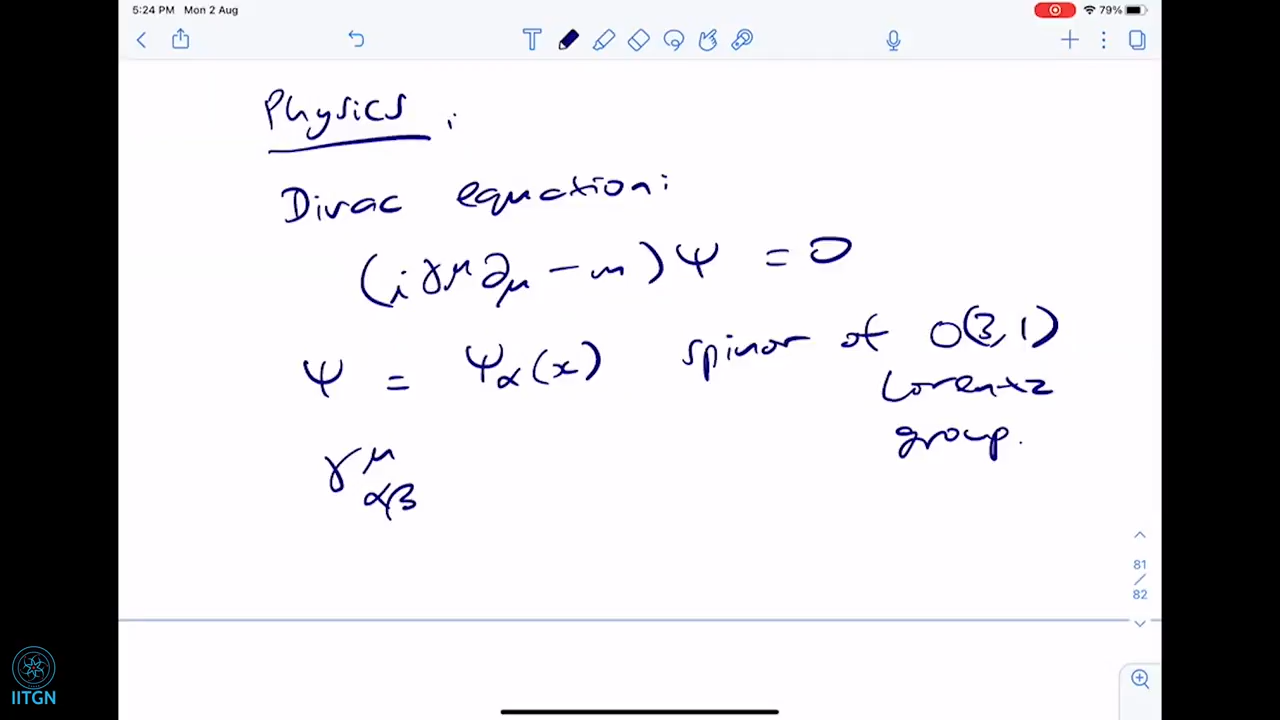 5:24 PM Mon 2 Aug
79%
Physics :
Dirac equation:
(iγ^μ ∂_μ − m)Ψ = 0
Ψ = Ψ_α(x) spinor of O(3,1)
Lorentz
group.
γ^μ_αβ
81
/
82
IITGN